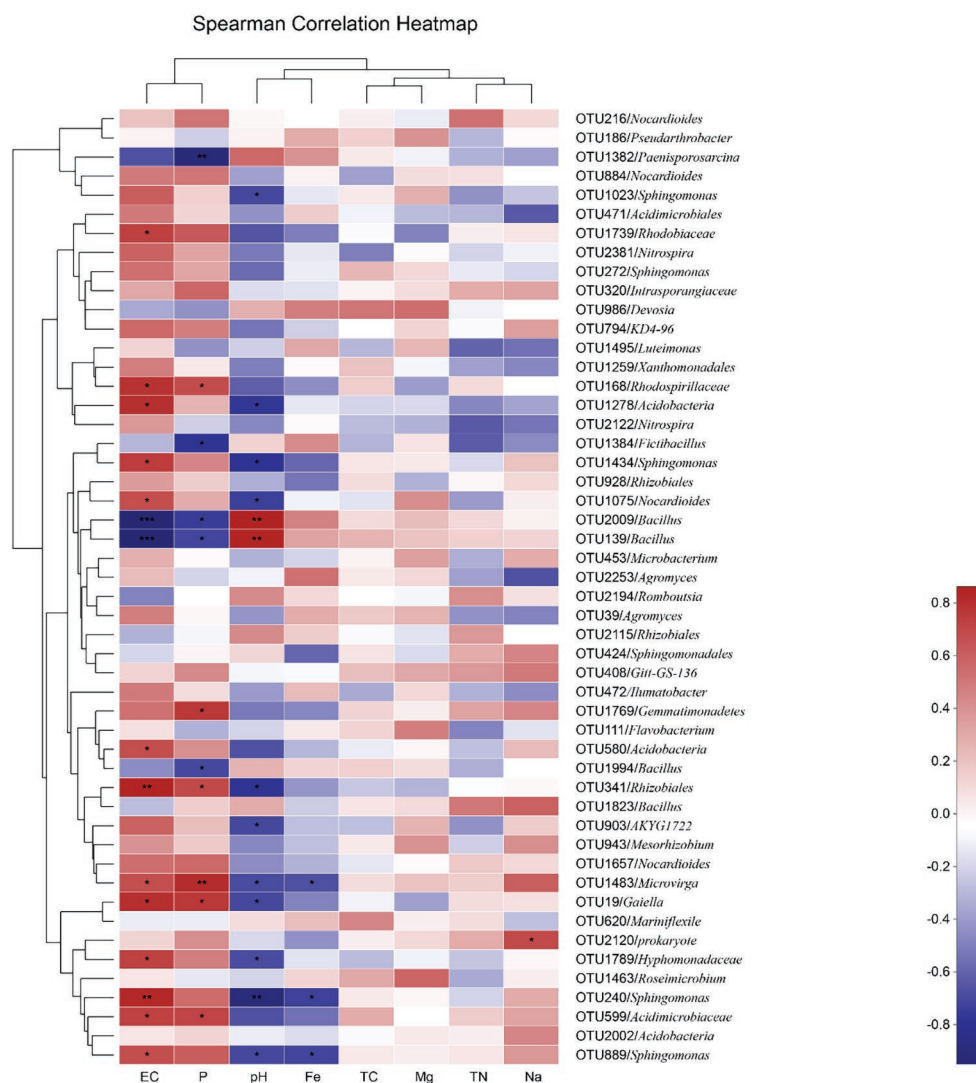 Spearman Correlation Heatmap
OTU216/Nocardioides
OTU186/Pseudarthrobacter
** OTU1382/Paenisporosarcina
OTU884/Nocardioides
* OTU1023/Sphingomonas
OTU471/Acidimicrobiales
* OTU1739/Rhodobiaceae
OTU2381/Nitrospira
OTU272/Sphingomonas
OTU320/Intrasporangiaceae
OTU986/Devosia
OTU794/KD4-96
OTU1495/Luteimonas
OTU1259/Xanthomonadales
* * OTU168/Rhodospirillaceae
* * OTU1278/Acidobacteria
OTU2122/Nitrospira
* OTU1384/Fictibacillus
* * OTU1434/Sphingomonas
OTU928/Rhizobiales
* * OTU1075/Nocardioides
*** * ** OTU2009/Bacillus
*** * ** OTU139/Bacillus
OTU453/Microbacterium
OTU2253/Agromyces
OTU2194/Romboutsia
OTU39/Agromyces
OTU2115/Rhizobiales
OTU424/Sphingomonadales
OTU408/Gitt-GS-136
OTU472/Ilumatobacter
* OTU1769/Gemmatimonadetes
OTU111/Flavobacterium
* OTU580/Acidobacteria
* OTU1994/Bacillus
** * * OTU341/Rhizobiales
OTU1823/Bacillus
* OTU903/AKYG1722
OTU943/Mesorhizobium
OTU1657/Nocardioides
* ** * * OTU1483/Microvirga
* * * OTU19/Gaiella
OTU620/Mariniflexile
* OTU2120/prokaryote
* * OTU1789/Hyphomonadaceae
OTU1463/Roseimicrobium
** ** * OTU240/Sphingomonas
* * OTU599/Acidimicrobiaceae
OTU2002/Acidobacteria
* * * OTU889/Sphingomonas
EC P pH Fe TC Mg TN Na
0.8
0.6
0.4
0.2
0.0
-0.2
-0.4
-0.6
-0.8